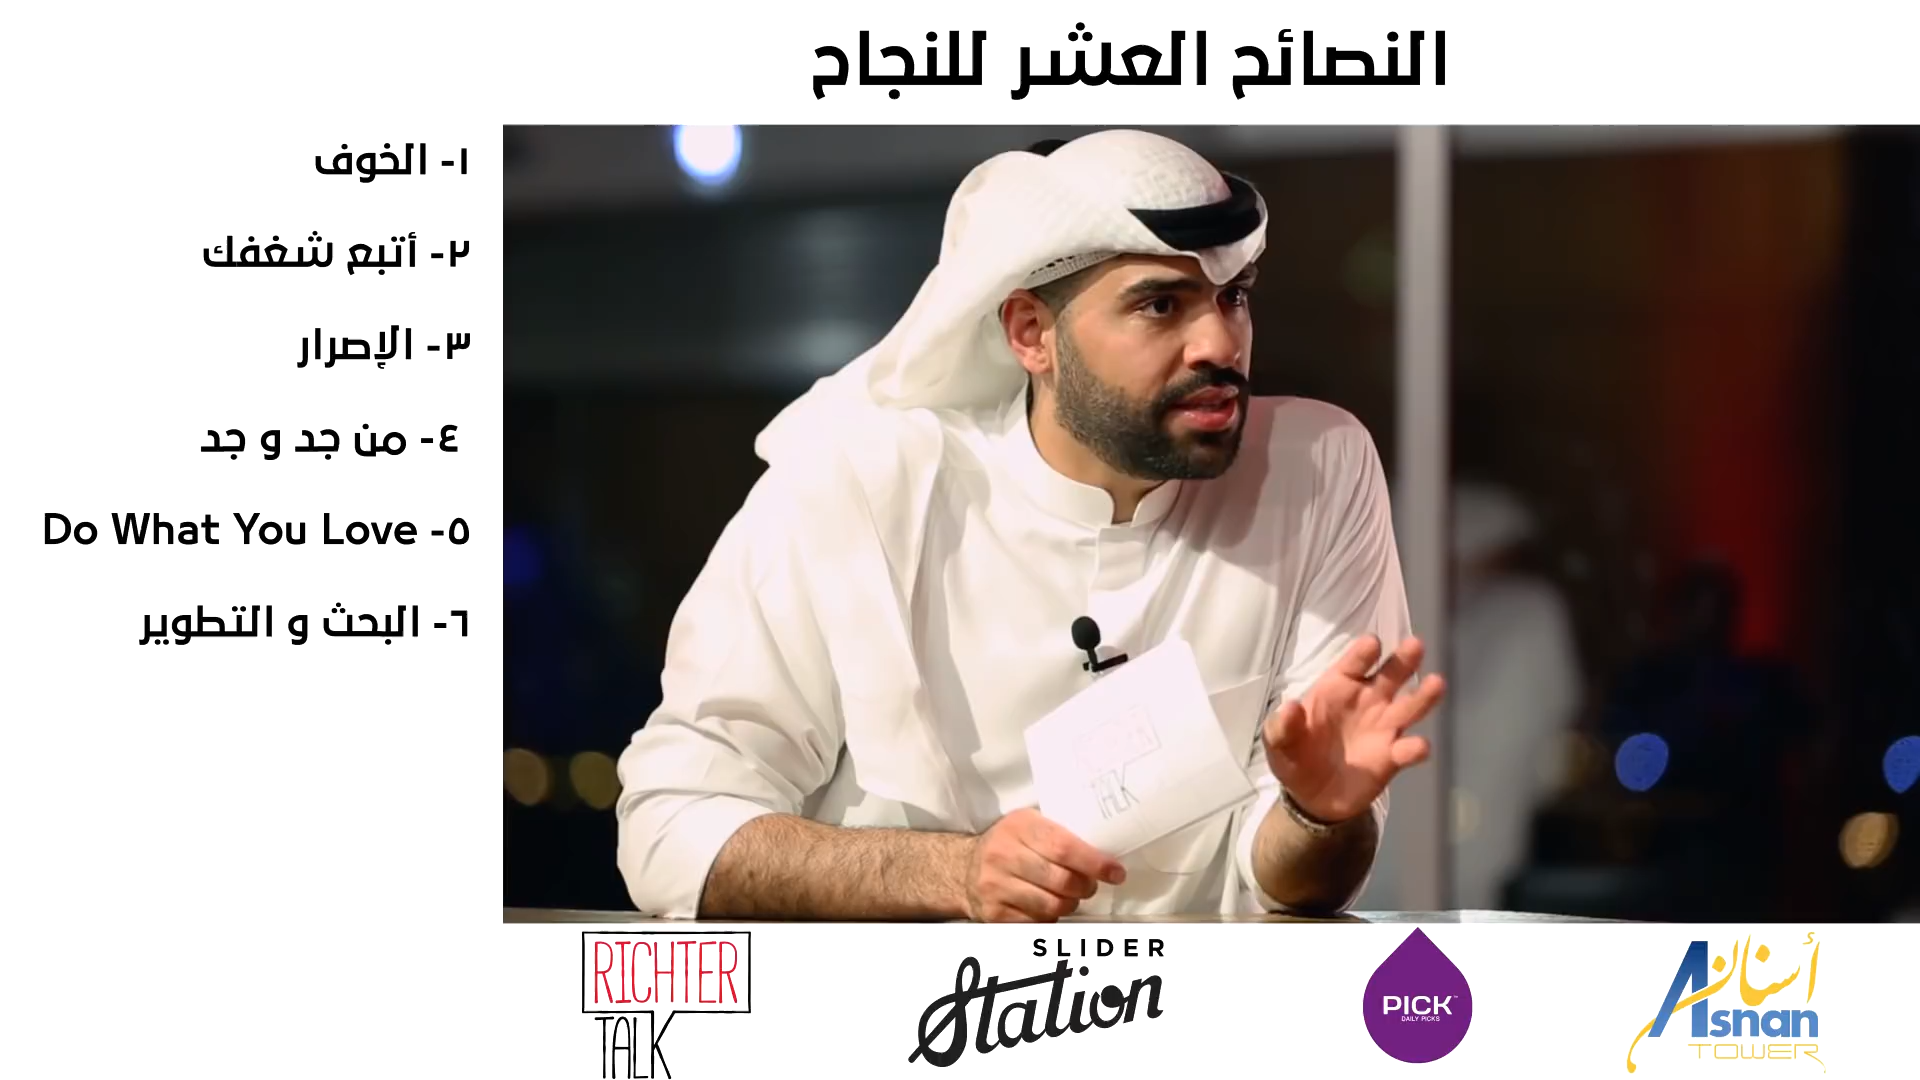 النصائح العشر للنجاح
١- الخوف
٢- أتبع شغفك
٣- الإصرار
٤- من جد و جد
٥- Do What You Love
٦- البحث و التطوير
TALK
RICHTER
TALK
SLIDER
Station
PICK
DAILY PICKS
أسنان
Asnan
TOWER